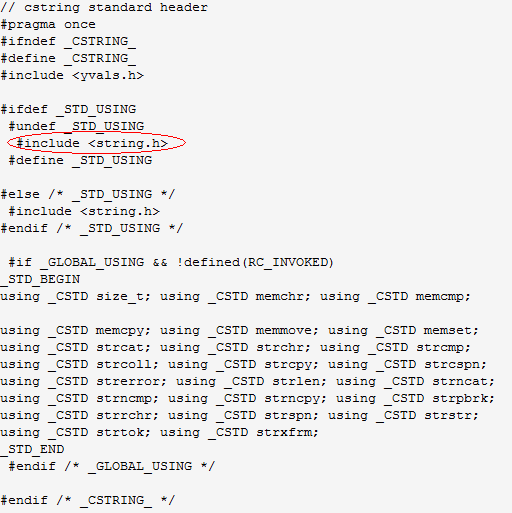 // cstring standard header
#pragma once
#ifndef _CSTRING_
#define _CSTRING_
#include <yvals.h>
#ifdef _STD_USING
#undef _STD_USING
#include <string.h>
#define _STD_USING
#else /* _STD_USING */
#include <string.h>
#endif /* _STD_USING */
#if _GLOBAL_USING && !defined(RC_INVOKED)
_STD_BEGIN
using _CSTD size_t; using _CSTD memchr; using _CSTD memcmp;
using _CSTD memcpy; using _CSTD memmove; using _CSTD memset;
using _CSTD strcat; using _CSTD strchr; using _CSTD strcmp;
using _CSTD strcoll; using _CSTD strcpy; using _CSTD strcspn;
using _CSTD strerror; using _CSTD strlen; using _CSTD strncat;
using _CSTD strncmp; using _CSTD strncpy; using _CSTD strpbrk;
using _CSTD strrchr; using _CSTD strspn; using _CSTD strstr;
using _CSTD strtok; using _CSTD strxfrm;
_STD_END
#endif /* _GLOBAL_USING */
#endif /* _CSTRING_ */